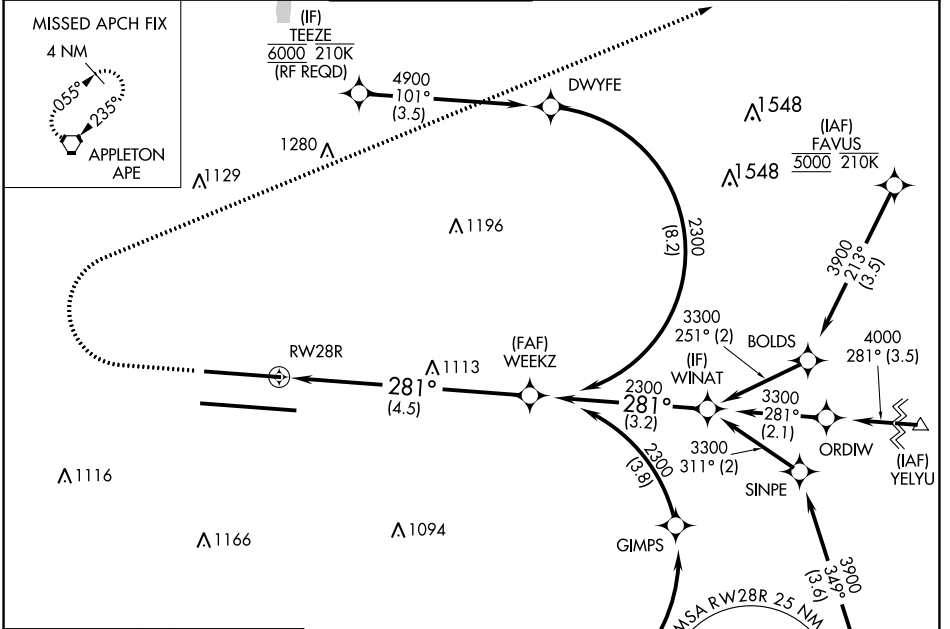 MISSED APCH FIX
4 NM
055°
235°
APPLETON
APE
(IF)
TEEZE
6000 210K
(RF REQD)
4900
101°
(3.5)
DWYFE
1548
(IAF)
FAVUS
5000 210K
1548
1280
1129
1196
2300
(8.2)
3900
213°
(3.5)
3300
251° (2)
BOLDS
4000
281° (3.5)
RW28R
(FAF)
WEEKZ
1113
(IF)
WINAT
281°
(4.5)
2300
281°
(3.2)
3300
281°
(2.1)
ORDIW
(IAF)
YELYU
3300
311° (2)
SINPE
2300
(3.8)
GIMPS
1116
1166
1094
3900
349°
(3.6)
MSA RW28R 25 NM